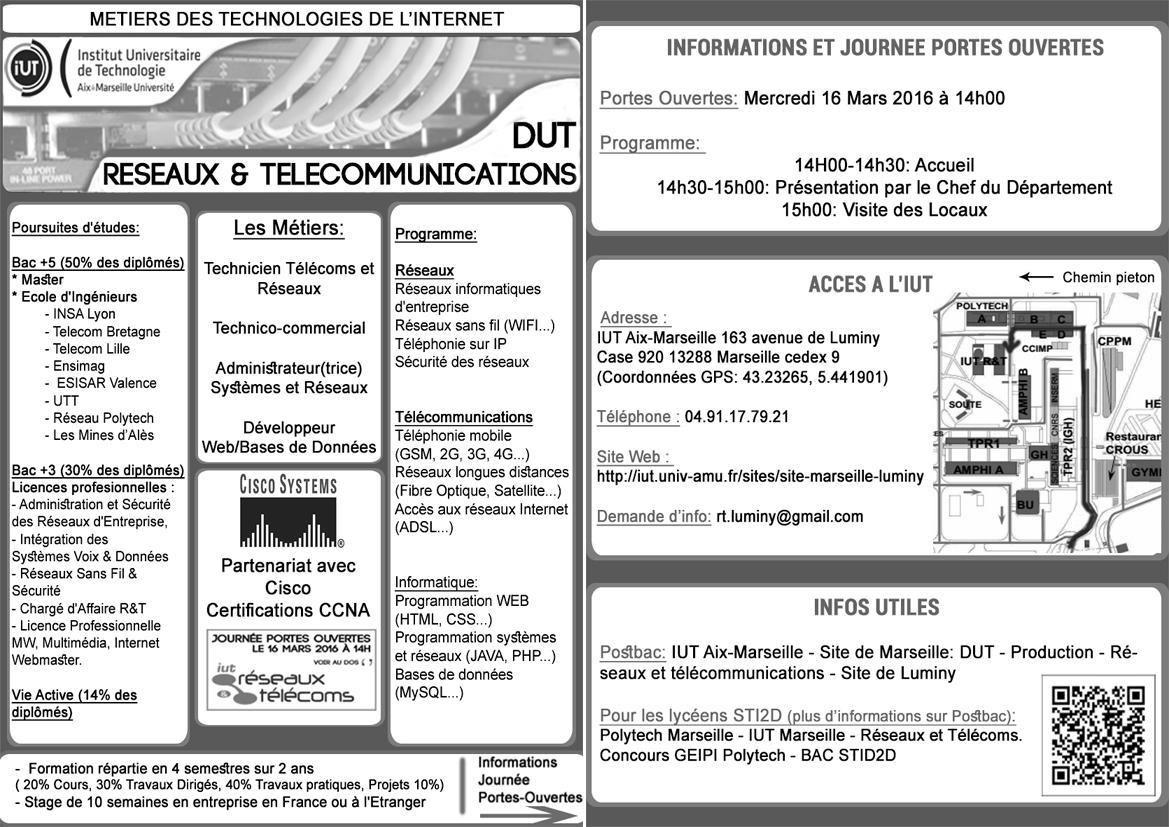 METIERS DES TECHNOLOGIES DE L'INTERNET
iUT
Institut Universitaire
de Technologie
Aix*Marseille Université
48 PORT
IN-LINE POWER
DUT
RESEAUX & TELECOMMUNICATIONS
Poursuites d'études:
Bac +5 (50% des diplômés)
* Master
* Ecole d'Ingénieurs
- INSA Lyon
- Telecom Bretagne
- Telecom Lille
- Ensimag
- ESISAR Valence
- UTT
- Réseau Polytech
- Les Mines d'Alès
Bac +3 (30% des diplômés)
Licences profesionnelles :
- Administration et Sécurité
des Réseaux d'Entreprise,
- Intégration des
Systèmes Voix & Données
- Réseaux Sans Fil &
Sécurité
- Chargé d'Affaire R&T
- Licence Professionnelle
MW, Multimédia, Internet
Webmaster.
Vie Active (14% des
diplômés)
Les Métiers:
Technicien Télécoms et
Réseaux
Technico-commercial
Administrateur(trice)
Systèmes et Réseaux
Développeur
Web/Bases de Données
CISCO SYSTEMS
®
Partenariat avec
Cisco
Certifications CCNA
JOURNÉE PORTES OUVERTES
LE 16 MARS 2016 À 14H
VOIR AU DOS
iut
réseaux
& télécoms
Programme:
Réseaux
Réseaux informatiques
d'entreprise
Réseaux sans fil (WIFI...)
Téléphonie sur IP
Sécurité des réseaux
Télécommunications
Téléphonie mobile
(GSM, 2G, 3G, 4G...)
Réseaux longues distances
(Fibre Optique, Satellite...)
Accès aux réseaux Internet
(ADSL...)
Informatique:
Programmation WEB
(HTML, CSS...)
Programmation systèmes
et réseaux (JAVA, PHP...)
Bases de données
(MySQL...)
- Formation répartie en 4 semestres sur 2 ans
( 20% Cours, 30% Travaux Dirigés, 40% Travaux pratiques, Projets 10%)
- Stage de 10 semaines en entreprise en France ou à l'Etranger
Informations
Journée
Portes-Ouvertes
INFORMATIONS ET JOURNEE PORTES OUVERTES
Portes Ouvertes: Mercredi 16 Mars 2016 à 14h00
Programme:
14H00-14h30: Accueil
14h30-15h00: Présentation par le Chef du Département
15h00: Visite des Locaux
ACCES A L'IUT
Chemin pieton
Adresse :
IUT Aix-Marseille 163 avenue de Luminy
Case 920 13288 Marseille cedex 9
(Coordonnées GPS: 43.23265, 5.441901)
Téléphone : 04.91.17.79.21
Site Web :
http://iut.univ-amu.fr/sites/site-marseille-luminy
Demande d'info: rt.luminy@gmail.com
POLYTECH
A
B
C
E
D
CCIMP
CPPM
IUT R&T
AMPHI B
INSERM
SOUTE
HE
CNRS
TPR2 (IGH)
Restauran
CROUS
ES
TPR1
GH
SCIENCES
AMPHI A
GYM
BU
INFOS UTILES
Postbac: IUT Aix-Marseille - Site de Marseille: DUT - Production - Ré-
seaux et télécommunications - Site de Luminy
Pour les lycéens STI2D (plus d'informations sur Postbac):
Polytech Marseille - IUT Marseille - Réseaux et Télécoms.
Concours GEIPI Polytech - BAC STID2D